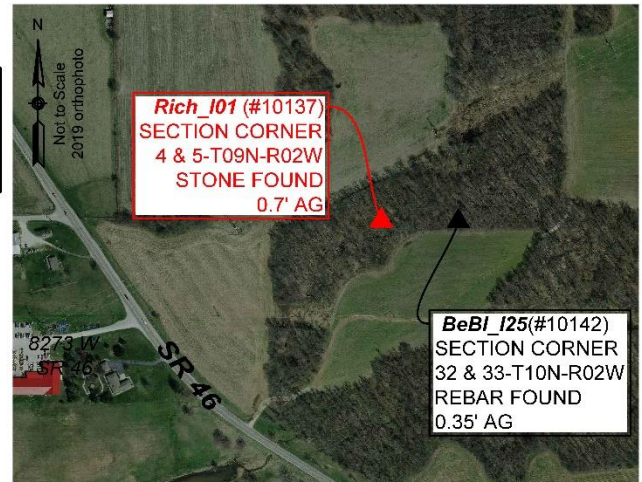 N
Not to Scale
2019 orthophoto
Rich_I01 (#10137)
SECTION CORNER
4 & 5-T09N-R02W
STONE FOUND
0.7' AG
BeBl_I25(#10142)
SECTION CORNER
32 & 33-T10N-R02W
REBAR FOUND
0.35' AG
8273 W
SR 46
SR 46